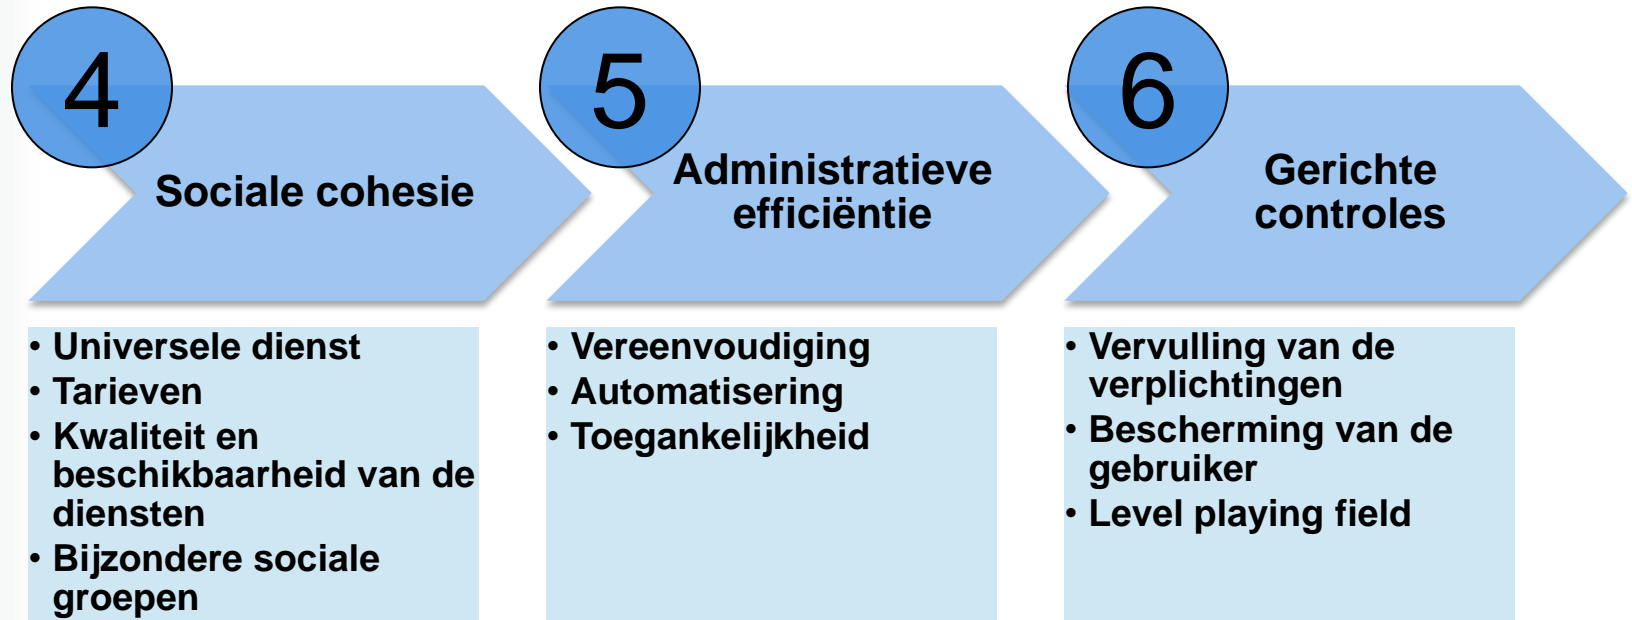 4
Sociale cohesie
• Universele dienst
• Tarieven
• Kwaliteit en
beschikbaarheid van de
diensten
• Bijzondere sociale
groepen
5
Administratieve
efficiëntie
• Vereenvoudiging
• Automatisering
• Toegankelijkheid
6
Gerichte
controles
• Vervulling van de
verplichtingen
• Bescherming van de
gebruiker
• Level playing field